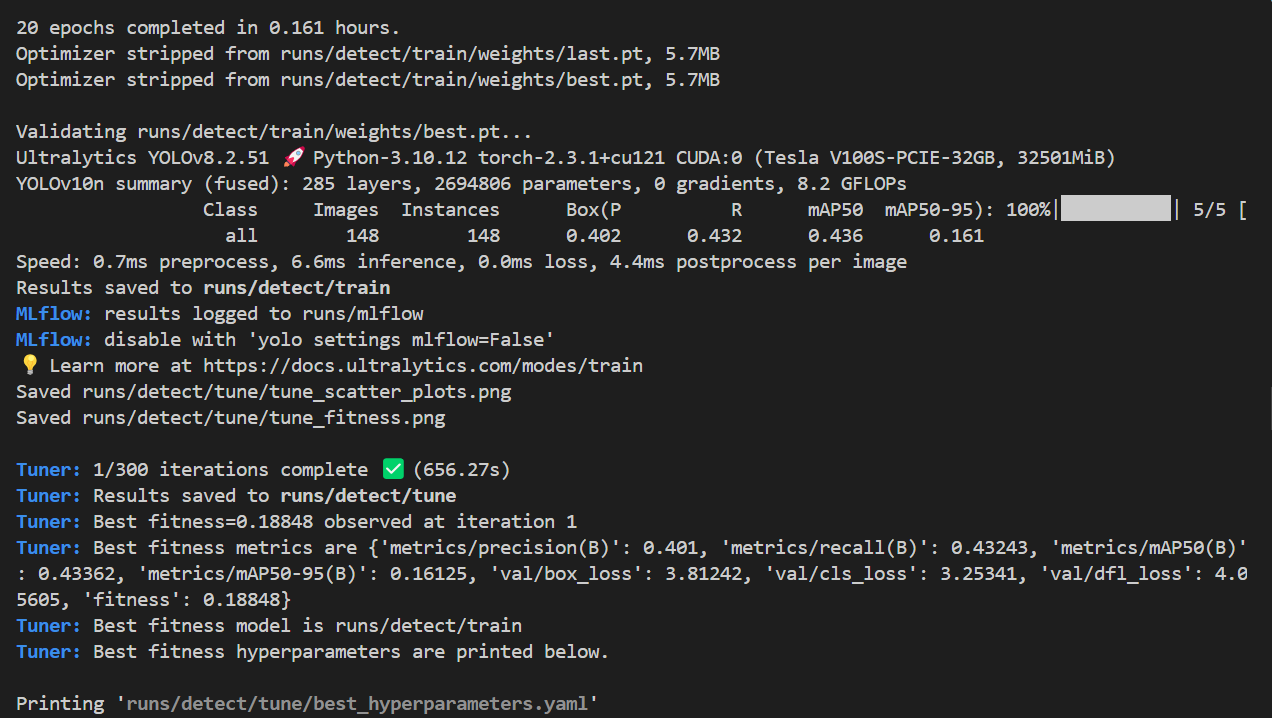 20 epochs completed in 0.161 hours.
Optimizer stripped from runs/detect/train/weights/last.pt, 5.7MB
Optimizer stripped from runs/detect/train/weights/best.pt, 5.7MB
Validating runs/detect/train/weights/best.pt...
Ultralytics YOLOv8.2.51 🚀 Python-3.10.12 torch-2.3.1+cu121 CUDA:0 (Tesla V100S-PCIE-32GB, 32501MiB)
YOLOv10n summary (fused): 285 layers, 2694806 parameters, 0 gradients, 8.2 GFLOPs
Class Images Instances Box(P R mAP50 mAP50-95): 100%|██████████| 5/5 [
all 148 148 0.402 0.432 0.436 0.161
Speed: 0.7ms preprocess, 6.6ms inference, 0.0ms loss, 4.4ms postprocess per image
Results saved to runs/detect/train
MLflow: results logged to runs/mlflow
MLflow: disable with 'yolo settings mlflow=False'
💡 Learn more at https://docs.ultralytics.com/modes/train
Saved runs/detect/tune/tune_scatter_plots.png
Saved runs/detect/tune/tune_fitness.png
Tuner: 1/300 iterations complete ✅ (656.27s)
Tuner: Results saved to runs/detect/tune
Tuner: Best fitness=0.18848 observed at iteration 1
Tuner: Best fitness metrics are {'metrics/precision(B)': 0.401, 'metrics/recall(B)': 0.43243, 'metrics/mAP50(B)'
: 0.43362, 'metrics/mAP50-95(B)': 0.16125, 'val/box_loss': 3.81242, 'val/cls_loss': 3.25341, 'val/dfl_loss': 4.0
5605, 'fitness': 0.18848}
Tuner: Best fitness model is runs/detect/train
Tuner: Best fitness hyperparameters are printed below.
Printing 'runs/detect/tune/best_hyperparameters.yaml'